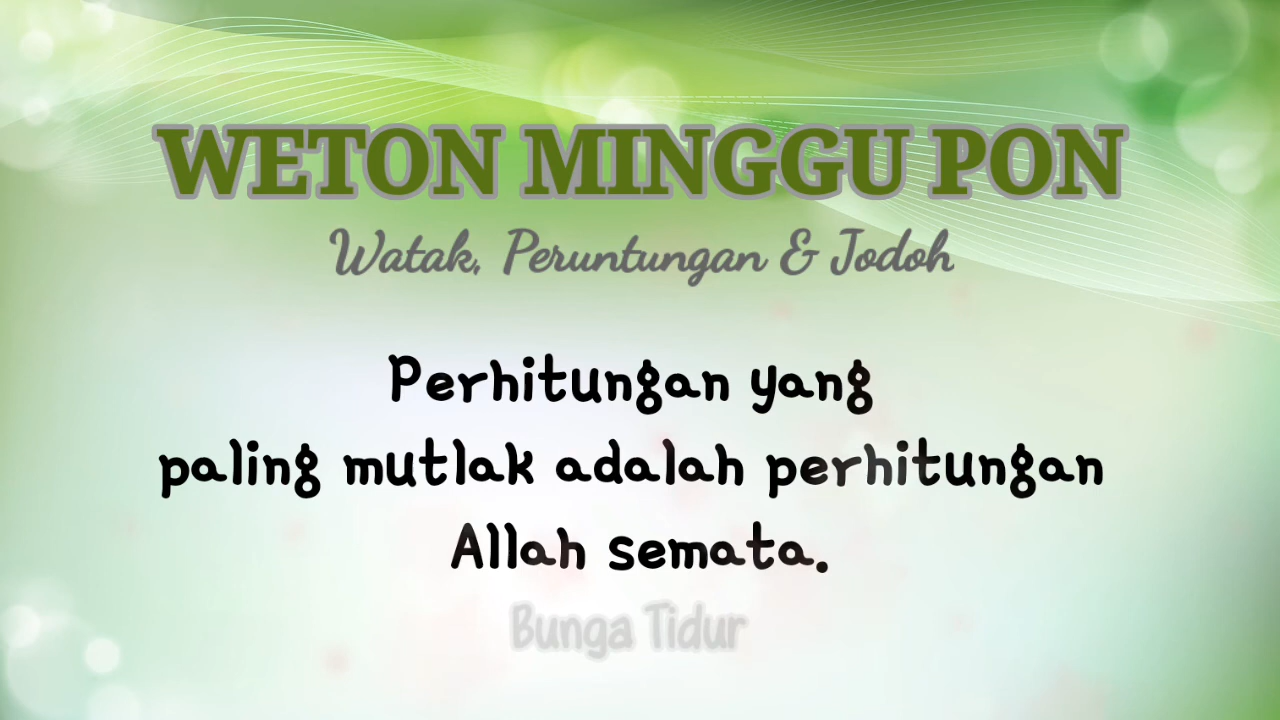 WETON MINGGU PON
Watak, Peruntungan & Jodoh
Perhitungan yang
paling mutlak adalah perhitungan
Allah semata.
Bunga Tidur